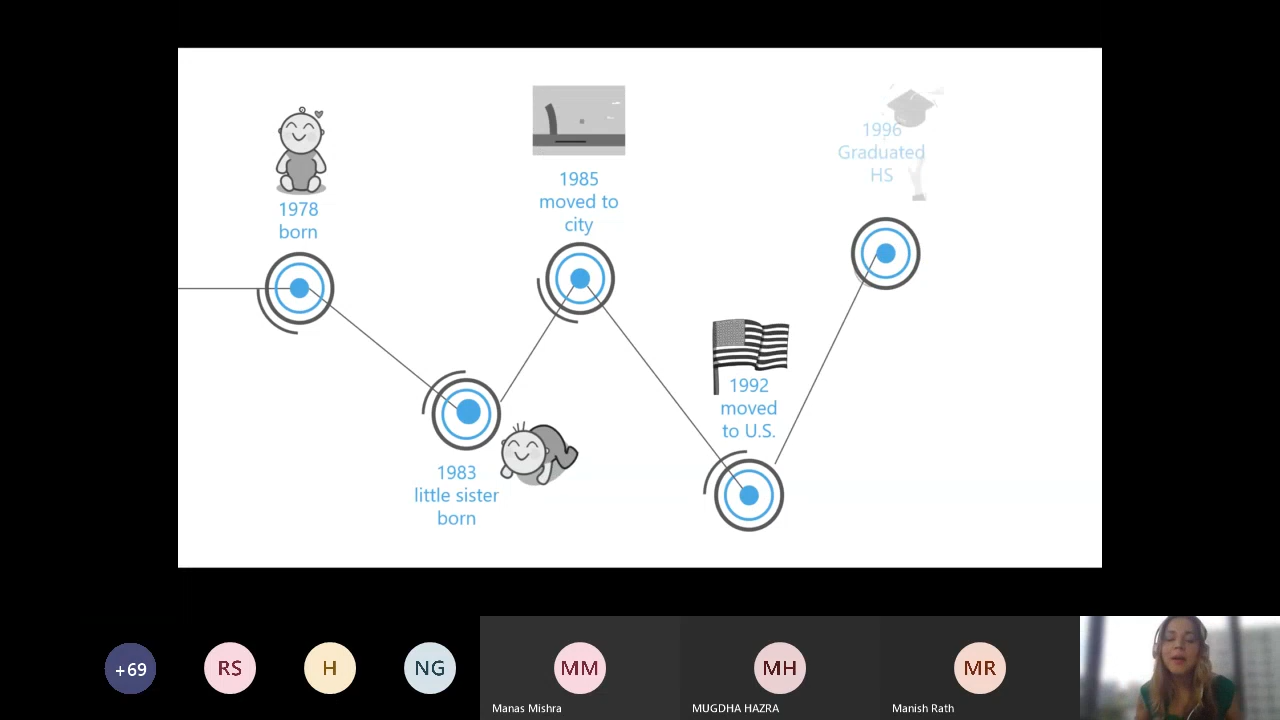 1978
born
1983
little sister
born
1985
moved to
city
1992
moved
to U.S.
1996
Graduated
HS
+69
RS
H
NG
MM
MH
MR
Manas Mishra
MUGDHA HAZRA
Manish Rath